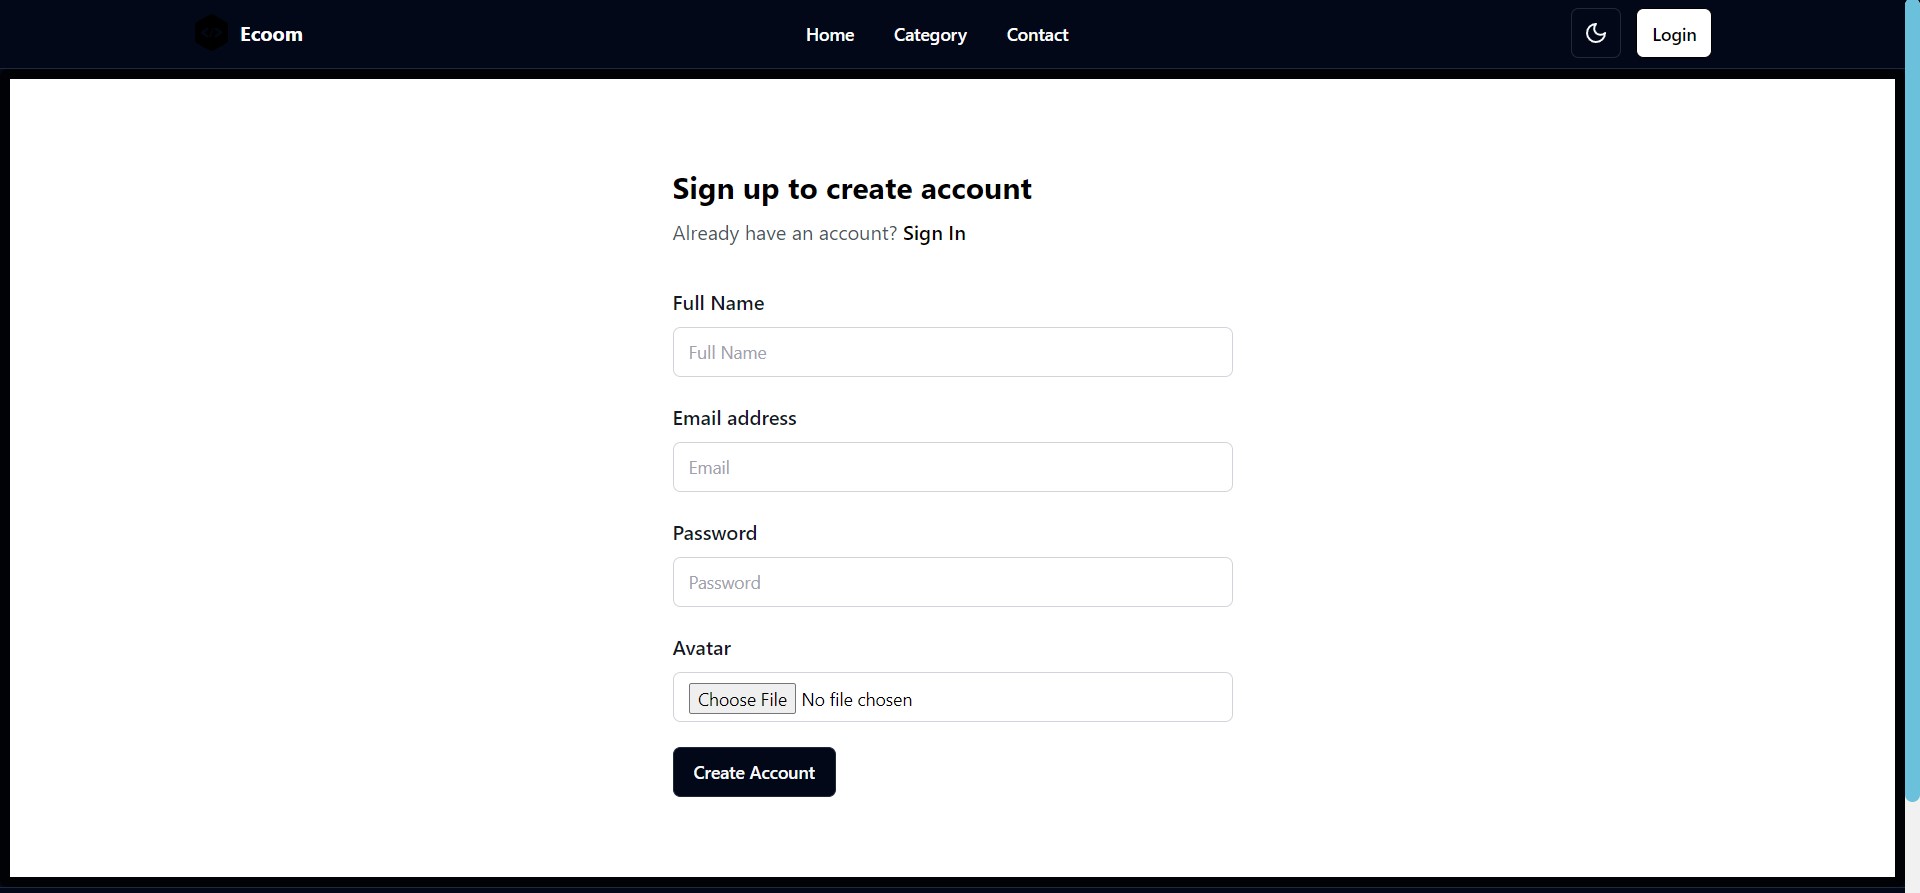 Ecoom
Home Category Contact
Login
Sign up to create account
Already have an account? Sign In
Full Name
Full Name
Email address
Email
Password
Password
Avatar
Choose File No file chosen
Create Account